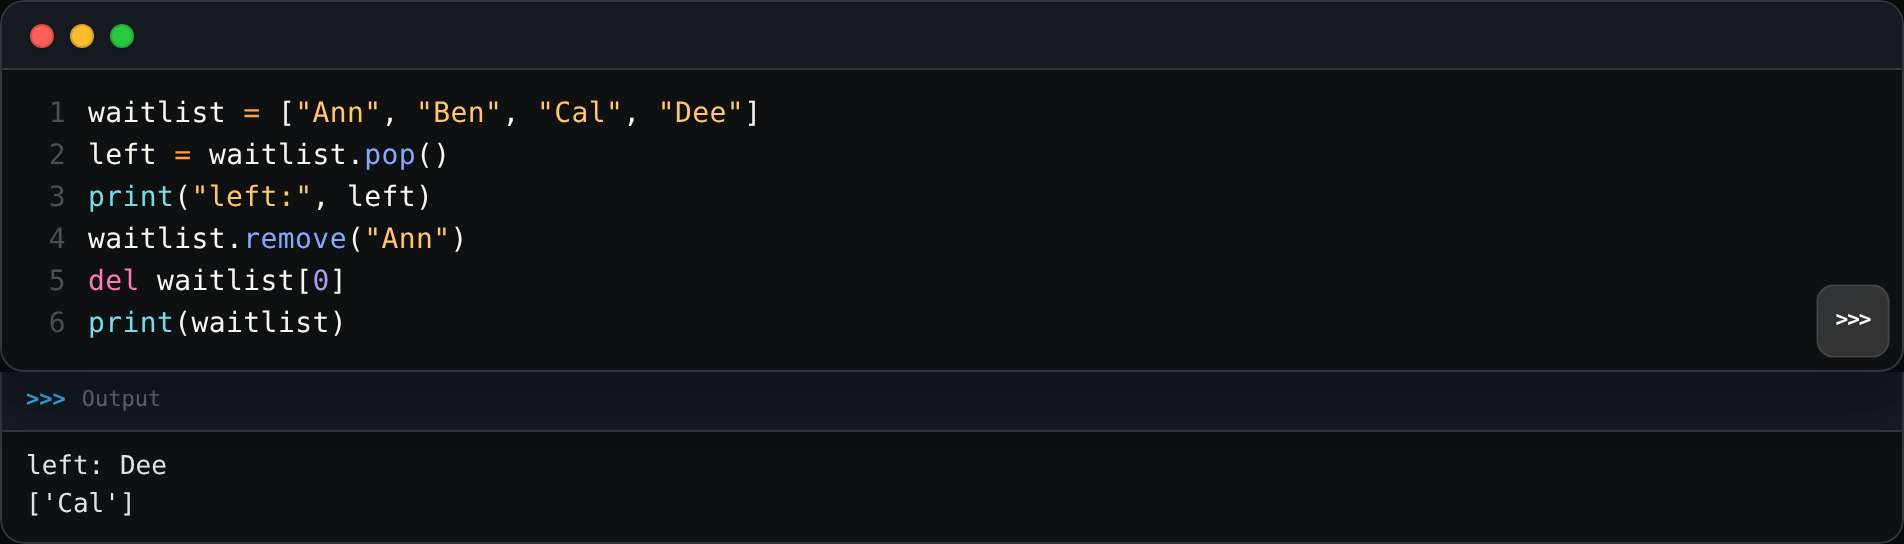 1 waitlist = ["Ann", "Ben", "Cal", "Dee"]
2 left = waitlist.pop()
3 print("left:", left)
4 waitlist.remove("Ann")
5 del waitlist[0]
6 print(waitlist)
>>>
>>> Output
left: Dee
['Cal']